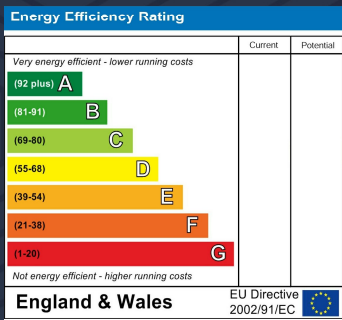 Energy Efficiency Rating
Current Potential
Very energy efficient - lower running costs
(92 plus) A
(81-91) B
(69-80) C
(55-68) D
(39-54) E
(21-38) F
(1-20) G
Not energy efficient - higher running costs
England & Wales
EU Directive
2002/91/EC